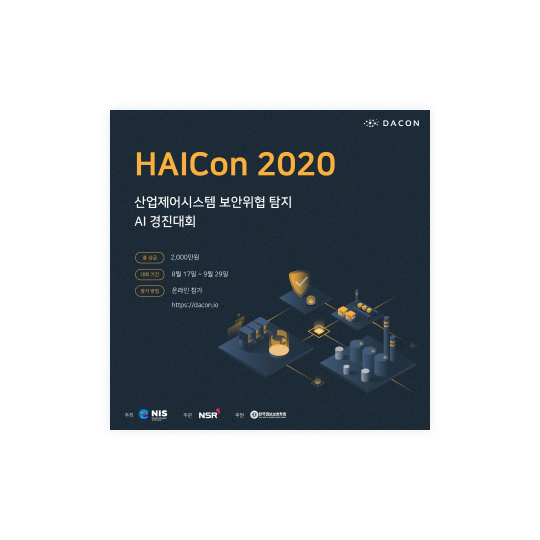 DACON
HAICon 2020
산업제어시스템 보안위협 탐지
AI 경진대회
총 상금 2,000만원
대회 기간 8월 17일 ~ 9월 29일
참가 방법 온라인 참가
https://dacon.io
주최 NIS 주관 NSR 후원